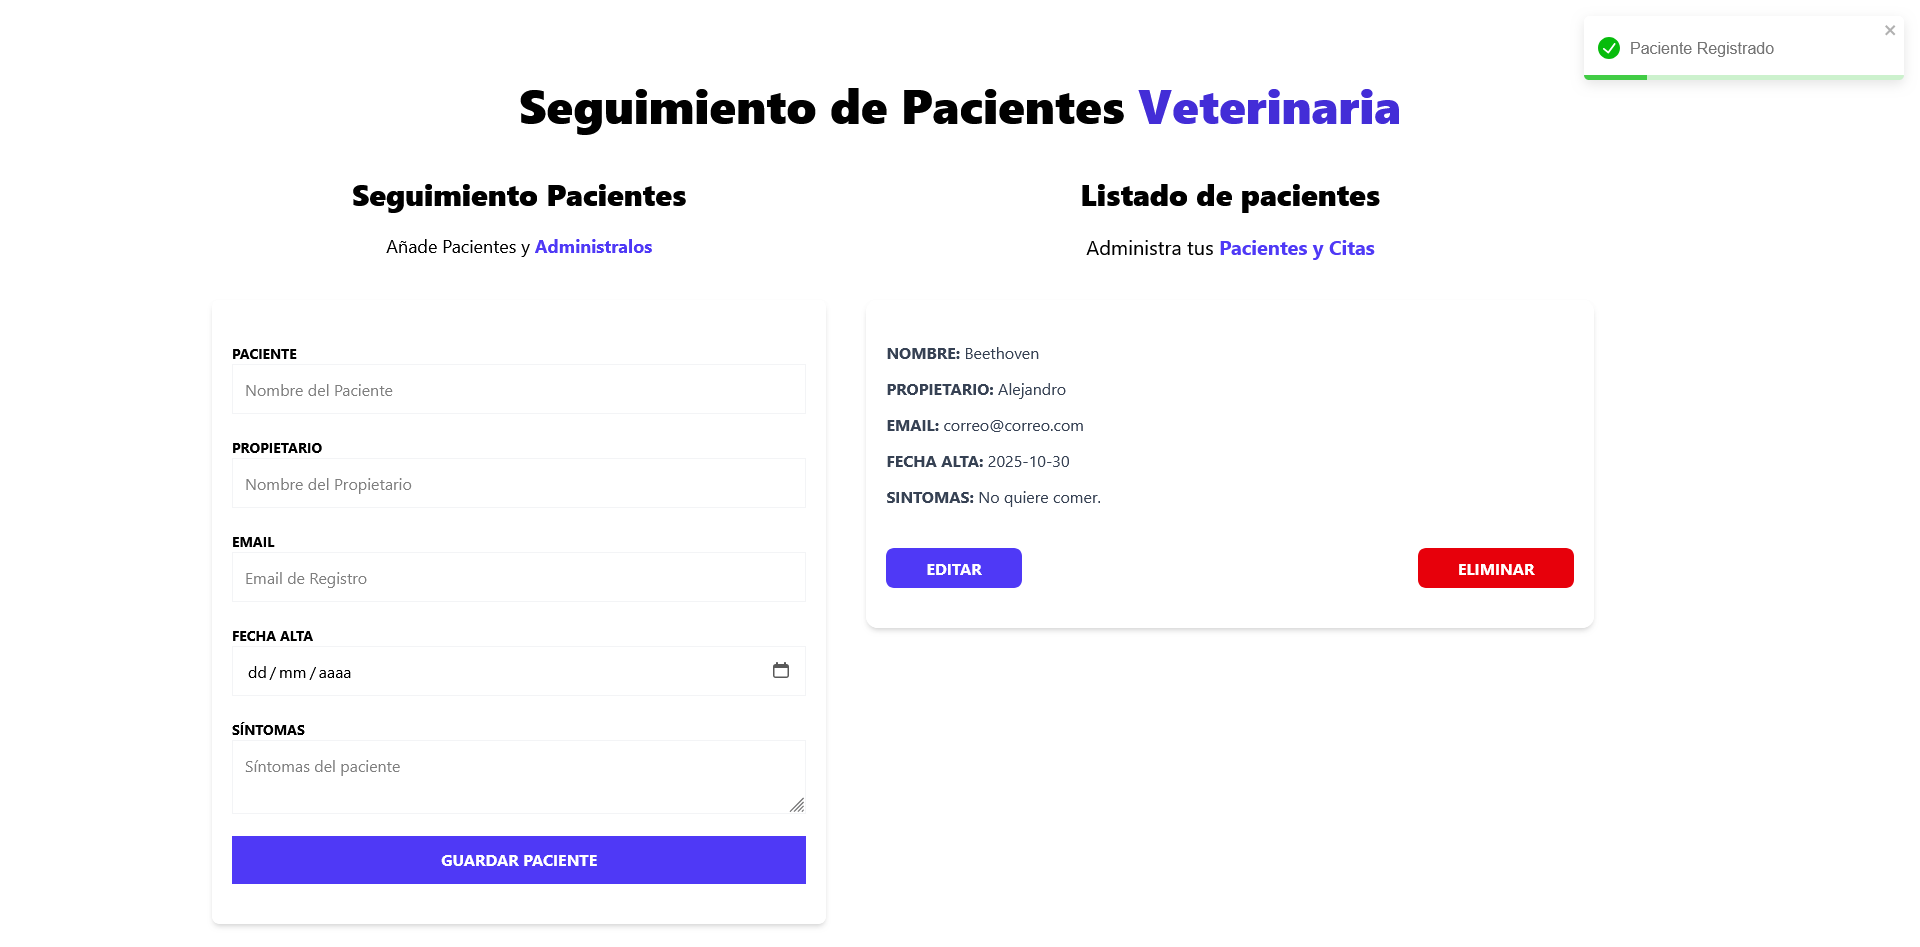 Paciente Registrado
Seguimiento de Pacientes Veterinaria
Seguimiento Pacientes
Añade Pacientes y Administralos
PACIENTE
Nombre del Paciente
PROPIETARIO
Nombre del Propietario
EMAIL
Email de Registro
FECHA ALTA
dd/mm/aaaa
SÍNTOMAS
Síntomas del paciente
GUARDAR PACIENTE
Listado de pacientes
Administra tus Pacientes y Citas
NOMBRE: Beethoven
PROPIETARIO: Alejandro
EMAIL: correo@correo.com
FECHA ALTA: 2025-10-30
SINTOMAS: No quiere comer.
EDITAR
ELIMINAR